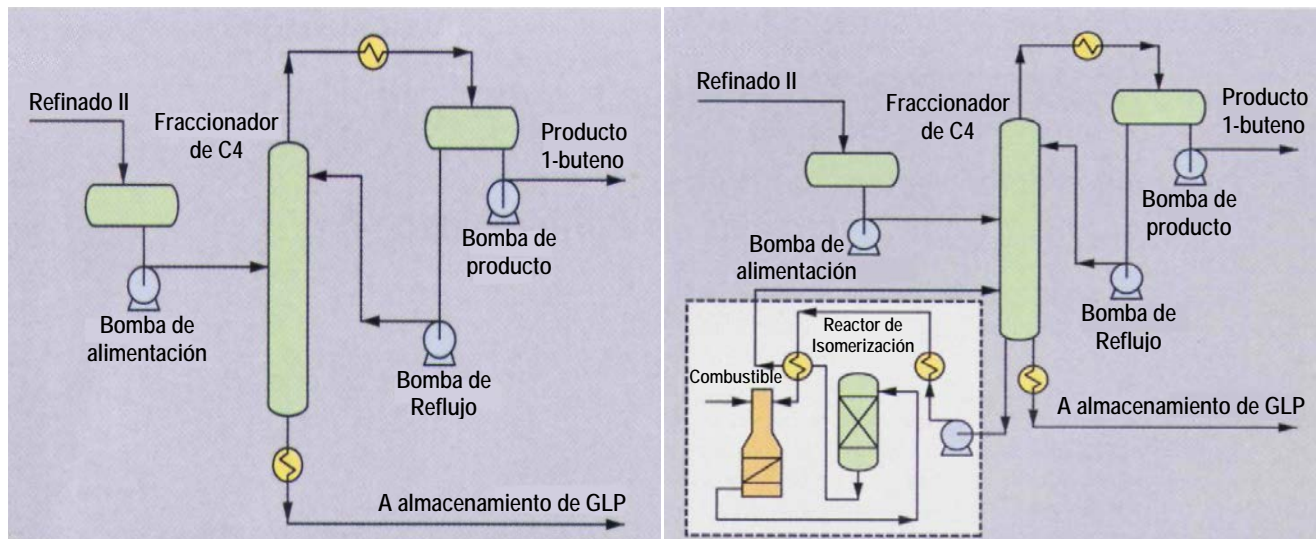 Refinado II
Fraccionador
de C4
Producto
1-buteno
Bomba de
producto
Bomba de
alimentación
Bomba de
Reflujo
A almacenamiento de GLP
Refinado II
Fraccionador
de C4
Producto
1-buteno
Bomba de
producto
Bomba de
alimentación
Bomba de
Reflujo
Reactor de
Isomerización
Combustible
A almacenamiento de GLP